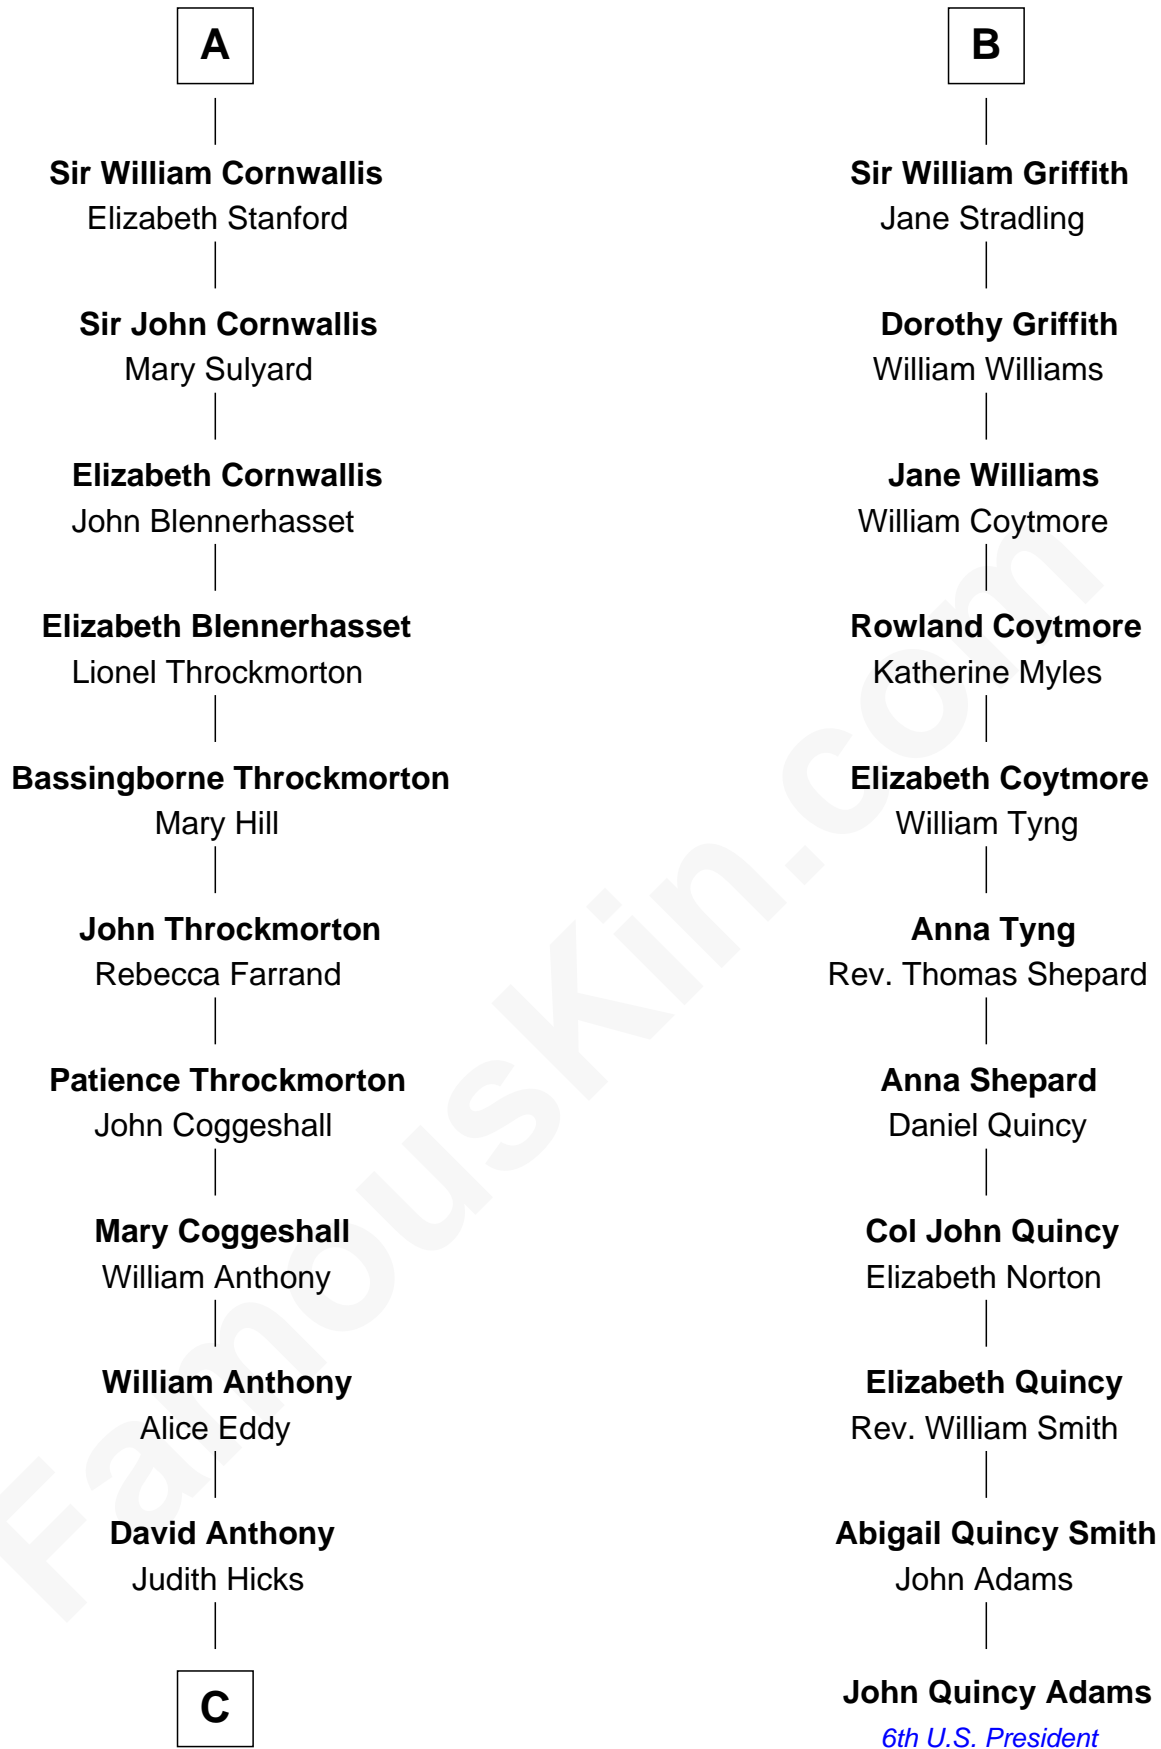 A
Sir William Cornwallis
Elizabeth Stanford
Sir John Cornwallis
Mary Sulyard
Elizabeth Cornwallis
John Blennerhasset
Elizabeth Blennerhasset
Lionel Throckmorton
Bassingborne Throckmorton
Mary Hill
John Throckmorton
Rebecca Farrand
Patience Throckmorton
John Coggeshall
Mary Coggeshall
William Anthony
William Anthony
Alice Eddy
David Anthony
Judith Hicks
C
B
Sir William Griffith
Jane Stradling
Dorothy Griffith
William Williams
Jane Williams
William Coytmore
Rowland Coytmore
Katherine Myles
Elizabeth Coytmore
William Tyng
Anna Tyng
Rev. Thomas Shepard
Anna Shepard
Daniel Quincy
Col John Quincy
Elizabeth Norton
Elizabeth Quincy
Rev. William Smith
Abigail Quincy Smith
John Adams
John Quincy Adams
6th U.S. President
FamousKin.com